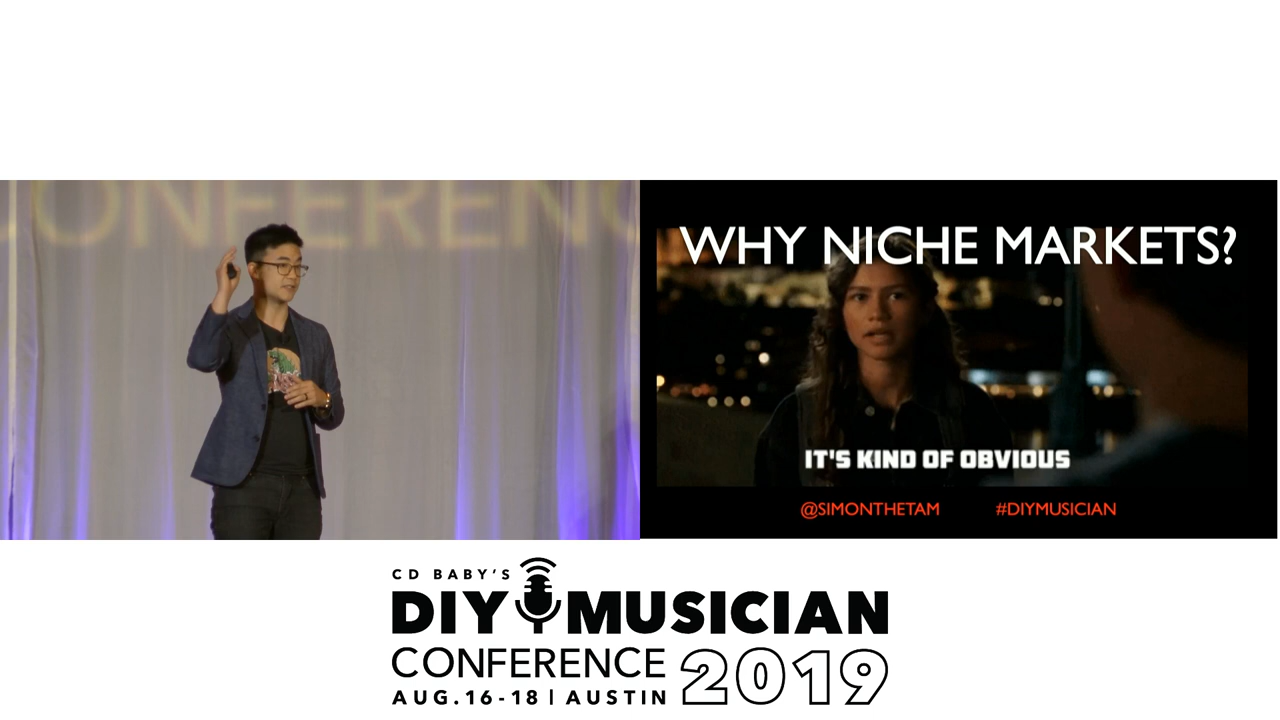 CONFERENC
WHY NICHE MARKETS?
IT'S KIND OF OBVIOUS
@SIMONTHETAM #DIYMUSICIAN
CD BABY'S
DIY MUSICIAN
CONFERENCE 2019
AUG.16-18 | AUSTIN